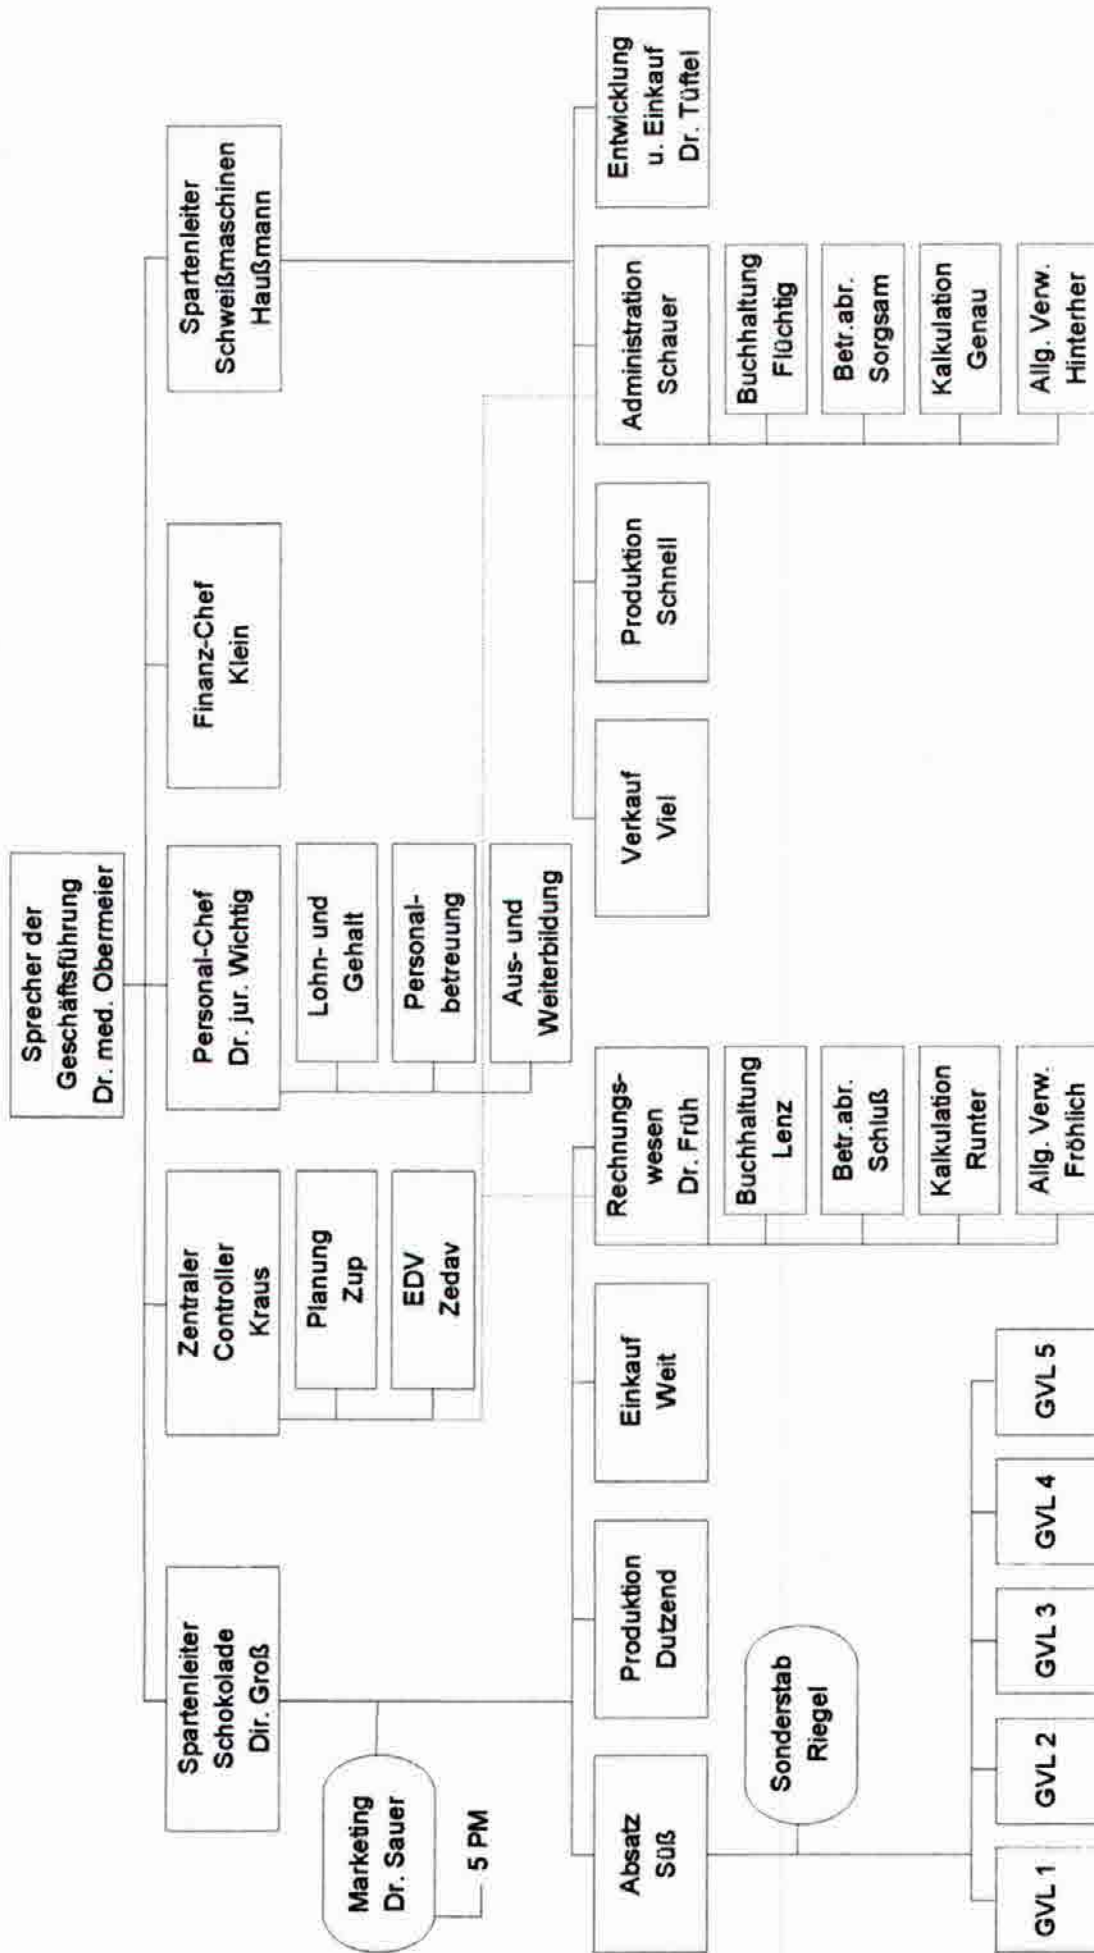 Sprecher der
Geschäftsführung
Dr. med. Obermeier
Spartenleiter
Schokolade
Dir. Groß
Zentraler
Controller
Kraus
Personal-Chef
Dr. jur. Wichtig
Finanz-Chef
Klein
Spartenleiter
Schweißmaschinen
Haußmann
Marketing
Dr. Sauer
5 PM
Planung
Zup
EDV
Zedav
Lohn- und
Gehalt
Personal-
betreuung
Aus- und
Weiterbildung
Absatz
Süß
Produktion
Dutzend
Einkauf
Weit
Rechnungs-
wesen
Dr. Früh
Verkauf
Viel
Produktion
Schnell
Administration
Schauer
Entwicklung
u. Einkauf
Dr. Tüftel
Sonderstab
Riegel
Buchhaltung
Lenz
Betr.abr.
Schluß
Kalkulation
Runter
Allg. Verw.
Fröhlich
Buchhaltung
Flüchtig
Betr.abr.
Sorgsam
Kalkulation
Genau
Allg. Verw.
Hinterher
GVL 1
GVL 2
GVL 3
GVL 4
GVL 5